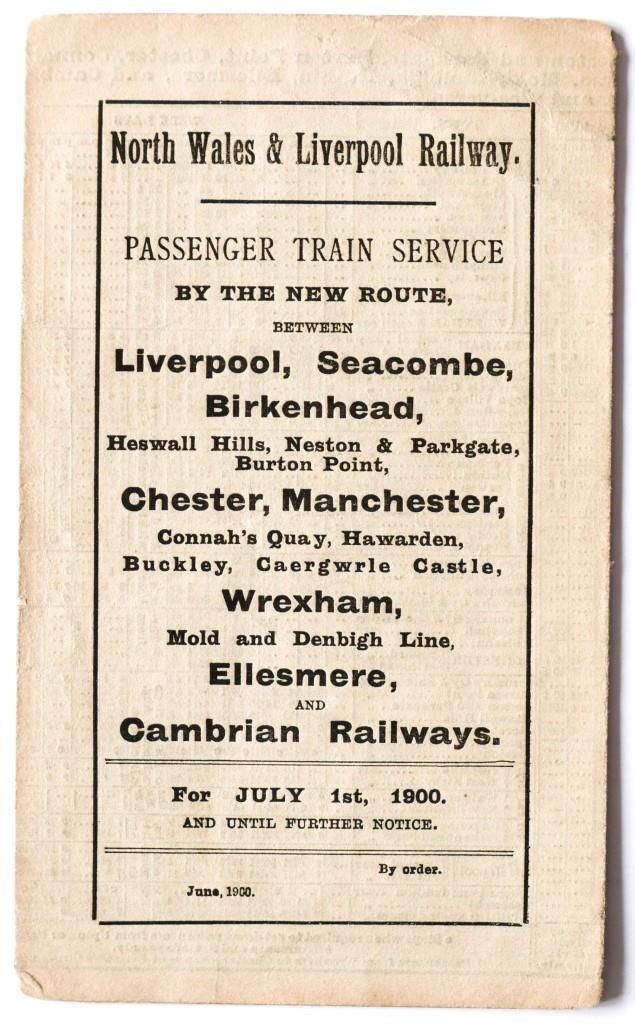 North Wales & Liverpool Railway.
PASSENGER TRAIN SERVICE
BY THE NEW ROUTE,
BETWEEN
Liverpool, Seacombe,
Birkenhead,
Heswall Hills, Neston & Parkgate,
Burton Point,
Chester, Manchester,
Connah's Quay, Hawarden,
Buckley, Caergwrle Castle,
Wrexham,
Mold and Denbigh Line,
Ellesmere,
AND
Cambrian Railways.
For JULY 1st, 1900.
AND UNTIL FURTHER NOTICE.
By order.
June, 1900.